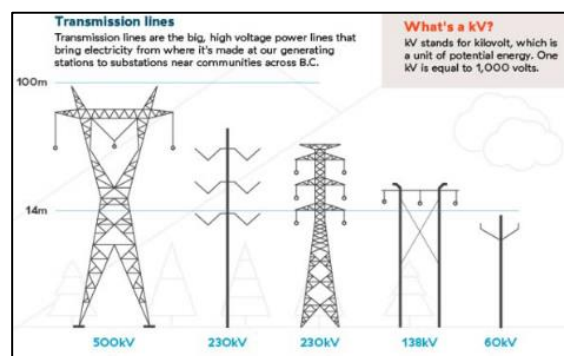 Transmission lines
Transmission lines are the big, high voltage power lines that
bring electricity from where it's made at our generating
stations to substations near communities across B.C.
What's a kV?
kV stands for kilovolt, which is
a unit of potential energy. One
kV is equal to 1,000 volts.
100m
14m
500kV
230kV
230kV
138kV
60kV